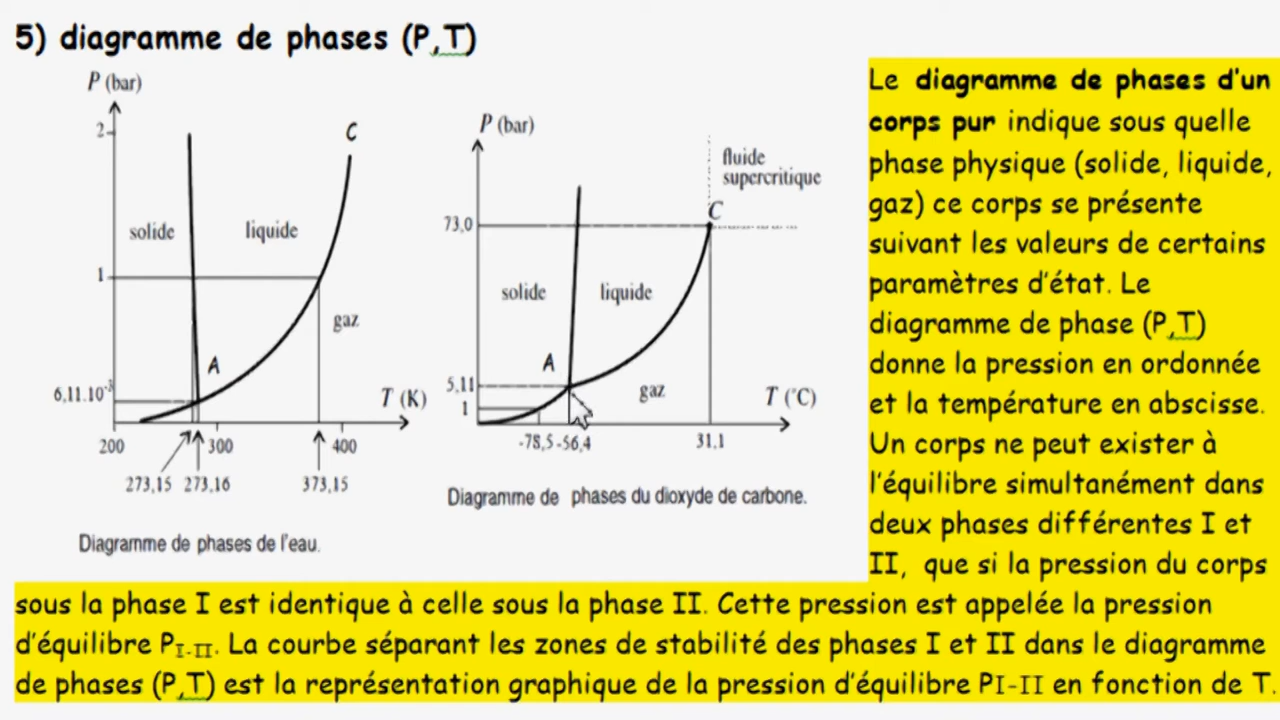 5) diagramme de phases (P,T)
P (bar)
2
C
solide
liquide
1
gaz
A
6,11.10⁻³
T (K)
200
300
400
273,15
273,16
373,15
Diagramme de phases de l'eau.
P (bar)
fluide
supercritique
C
73,0
solide
liquide
A
5,11
gaz
T (°C)
1
-78,5
-56,4
31,1
Diagramme de phases du dioxyde de carbone.
Le diagramme de phases d'un
corps pur indique sous quelle
phase physique (solide, liquide,
gaz) ce corps se présente
suivant les valeurs de certains
paramètres d'état. Le
diagramme de phase (P,T)
donne la pression en ordonnée
et la température en abscisse.
Un corps ne peut exister à
l'équilibre simultanément dans
deux phases différentes I et
II, que si la pression du corps
sous la phase I est identique à celle sous la phase II. Cette pression est appelée la pression
d'équilibre PI-II. La courbe séparant les zones de stabilité des phases I et II dans le diagramme
de phases (P,T) est la représentation graphique de la pression d'équilibre PI-II en fonction de T.